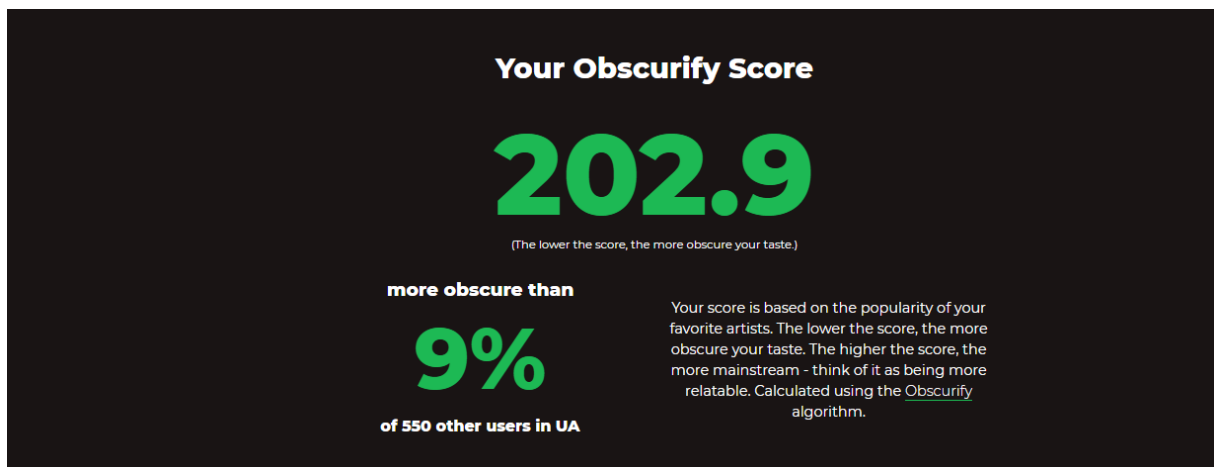 Your Obscurify Score
202.9
(The lower the score, the more obscure your taste.)
more obscure than
9%
of 550 other users in UA
Your score is based on the popularity of your
favorite artists. The lower the score, the more
obscure your taste. The higher the score, the
more mainstream - think of it as being more
relatable. Calculated using the Obscurify
algorithm.